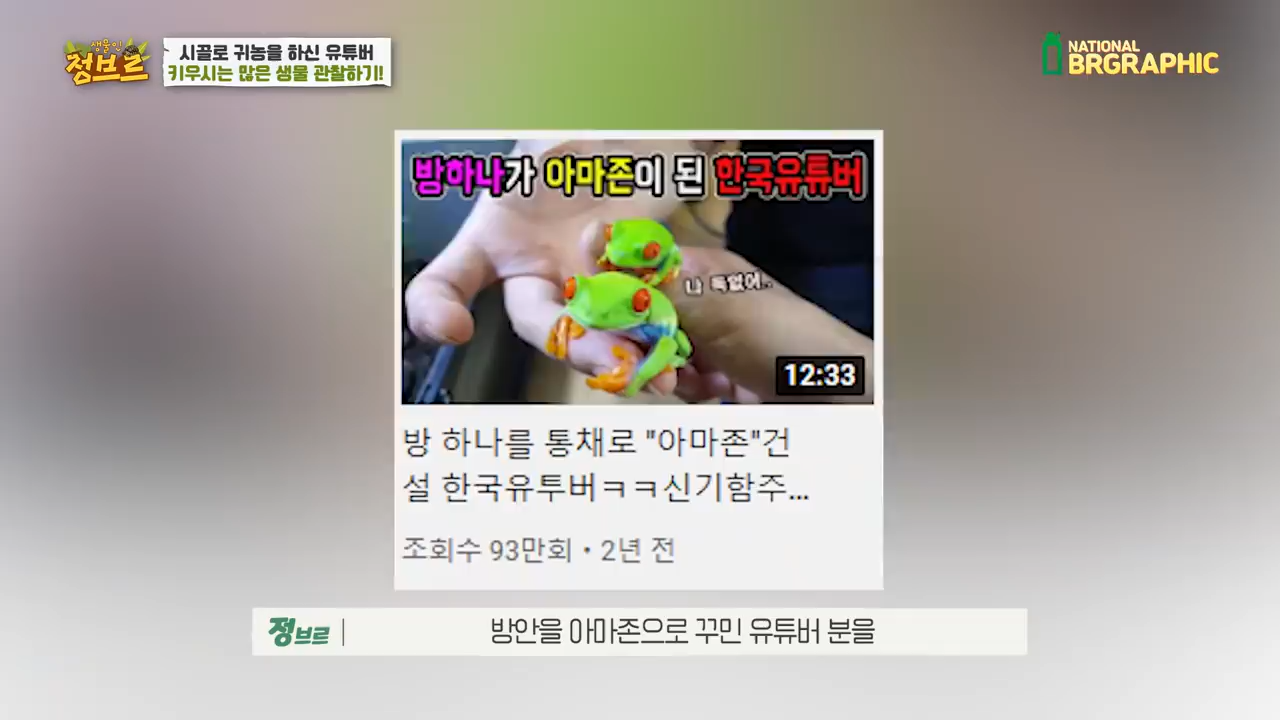 생물인
정브르
시골로 귀농을 하신 유튜버
키우시는 많은 생물 관찰하기!
NATIONAL
BRGRAPHIC
방하나가 아마존이 된 한국유튜버
나 독없어..
12:33
방 하나를 통채로 "아마존"건
설 한국유투버ㅋㅋ신기함주...
조회수 93만회 • 2년 전
정브르
방안을 아마존으로 꾸민 유튜버 분을